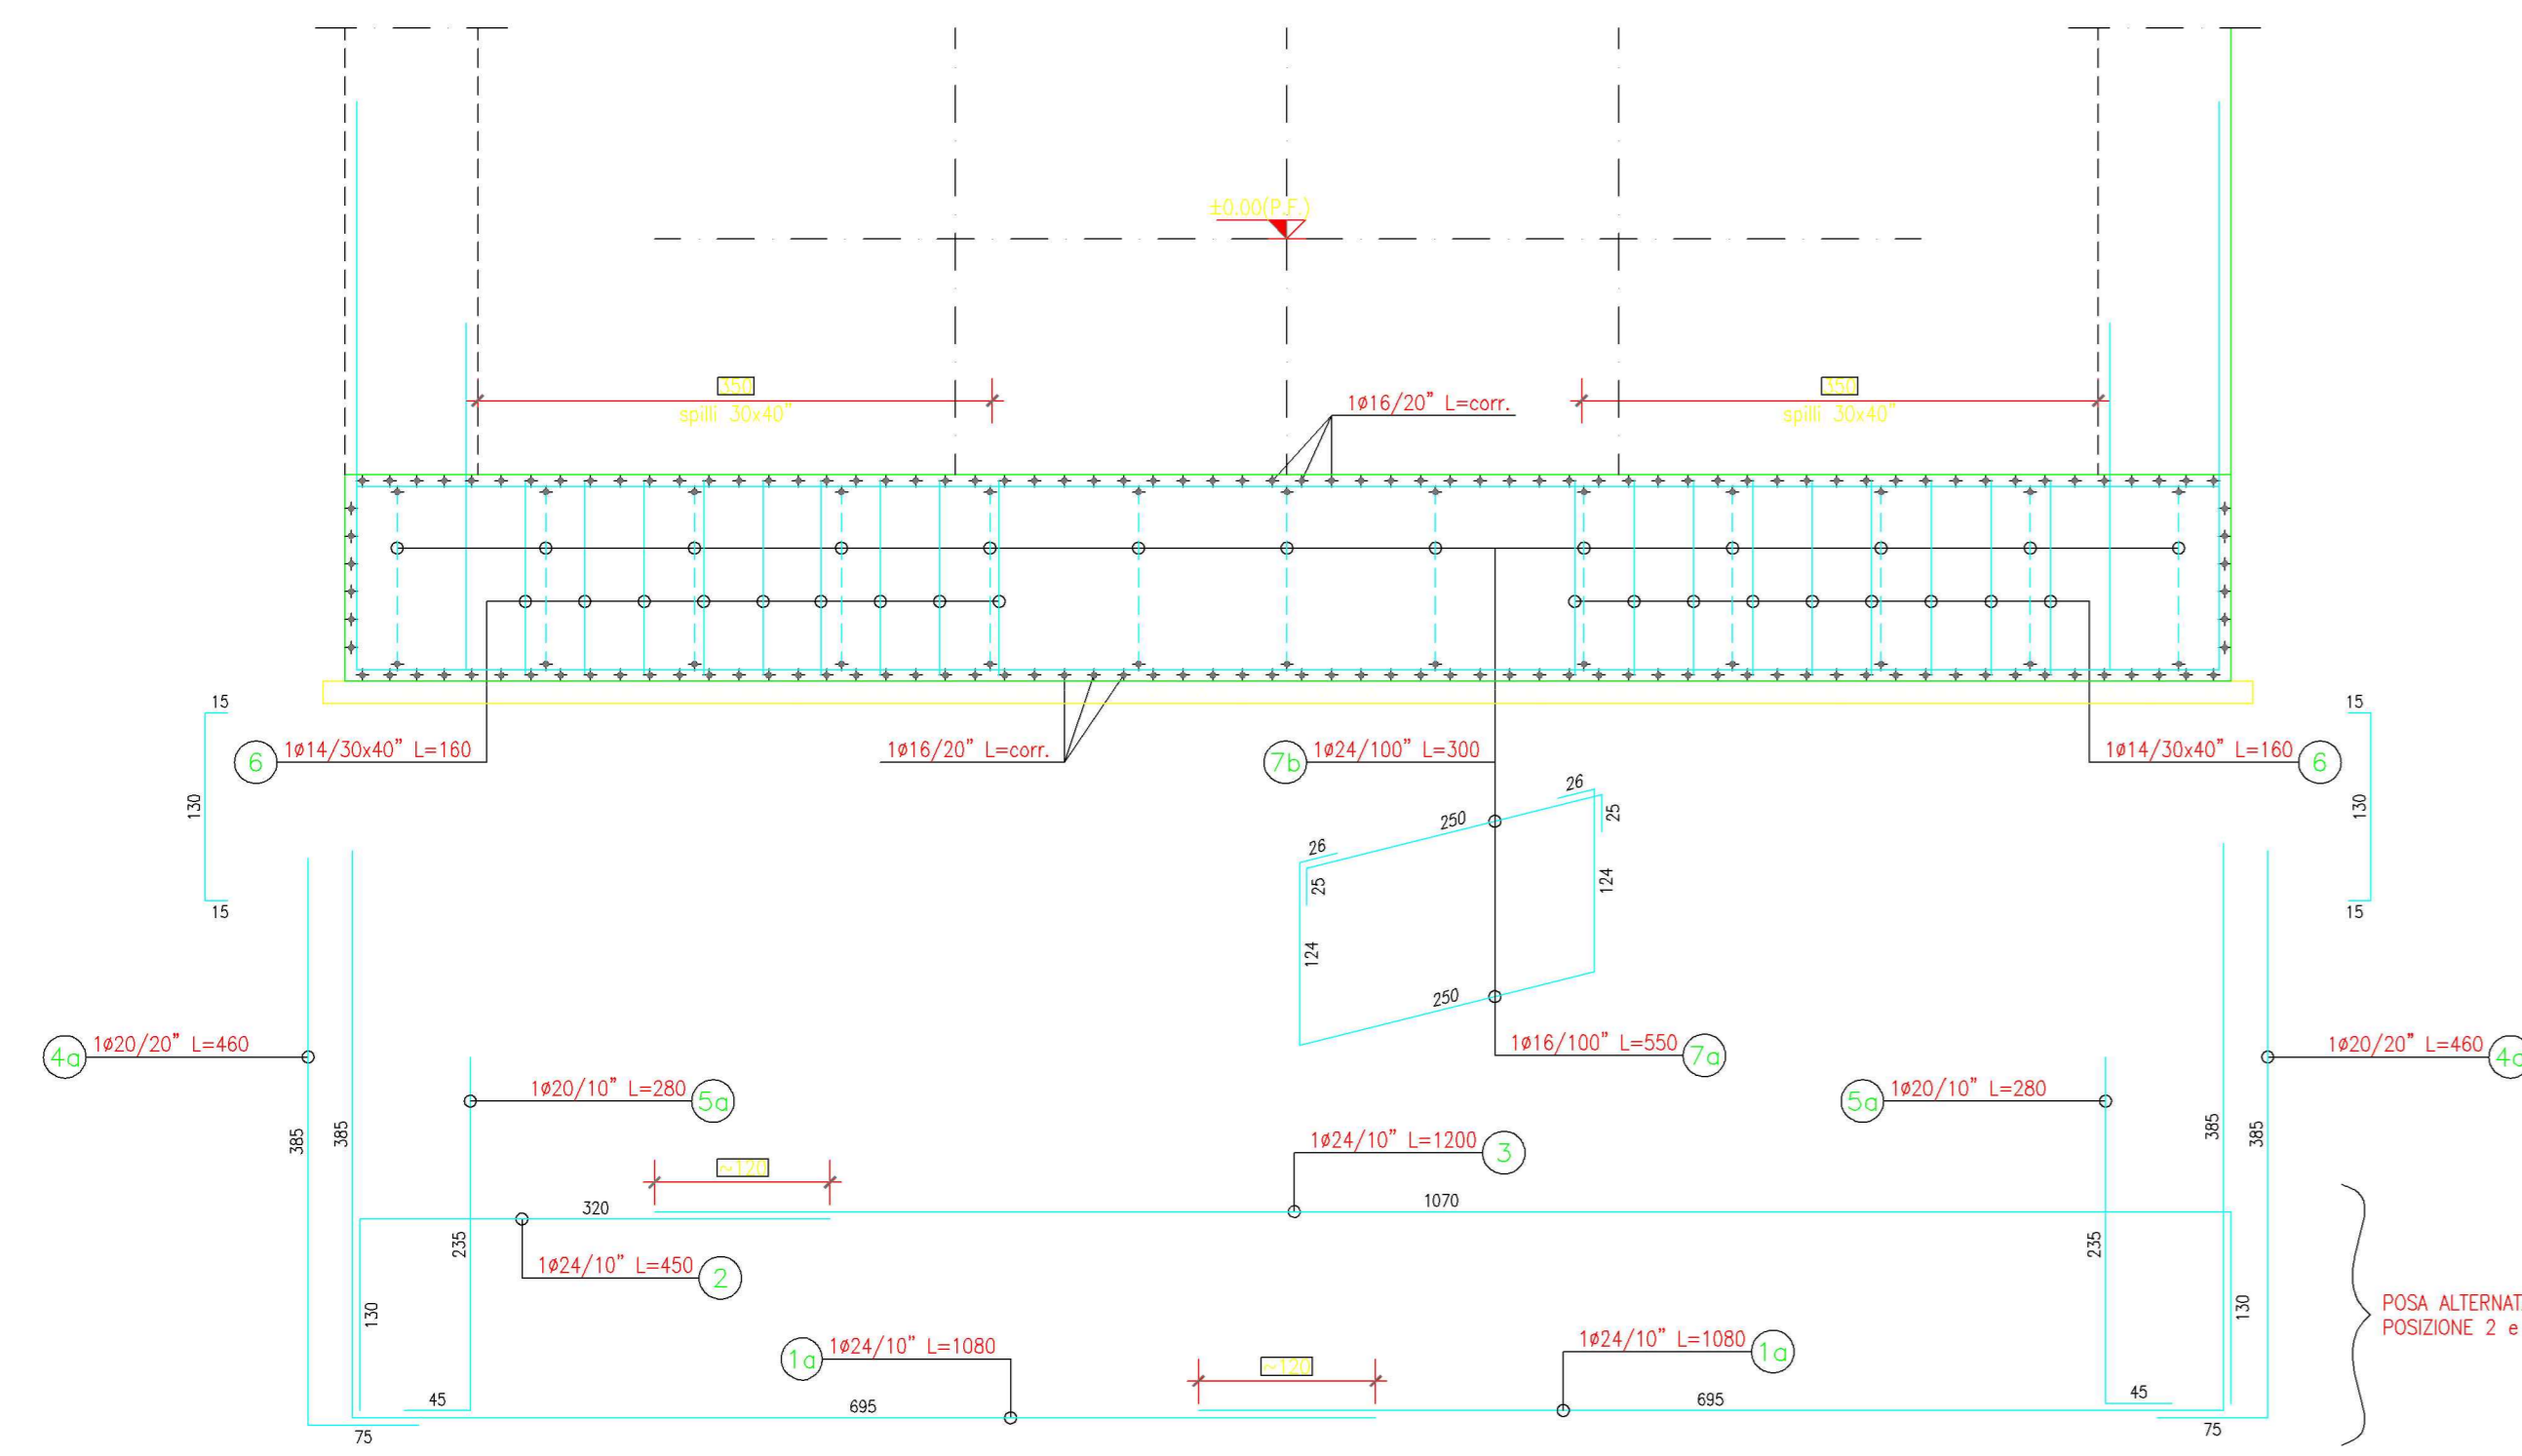 ±0.00(P.F.)
350
spilli 30x40"
1ø16/20" L=corr.
350
spilli 30x40"
15
130
15
6
1ø14/30x40" L=160
1ø16/20" L=corr.
7b
1ø24/100" L=300
1ø14/30x40" L=160
6
15
130
15
26
250
25
26
25
124
124
250
1ø16/100" L=550
7a
4a
1ø20/20" L=460
1ø20/20" L=460
1ø20/10" L=280
5a
5a
1ø20/10" L=280
385
385
385
385
1ø24/10" L=1200
3
~120
320
1070
235
235
1ø24/10" L=450
2
130
130
POSIZIONE 2 e
1a
1ø24/10" L=1080
1ø24/10" L=1080
1a
~120
45
695
695
45
75
75